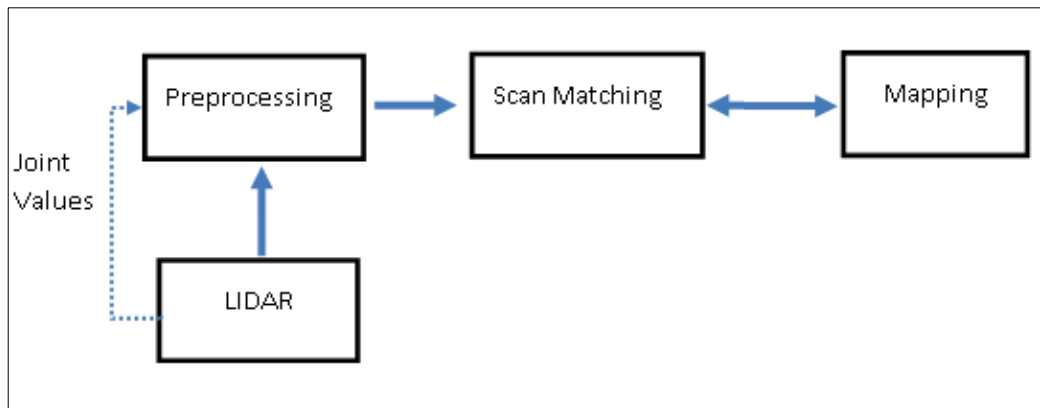 Preprocessing
Scan Matching
Mapping
Joint
Values
LIDAR